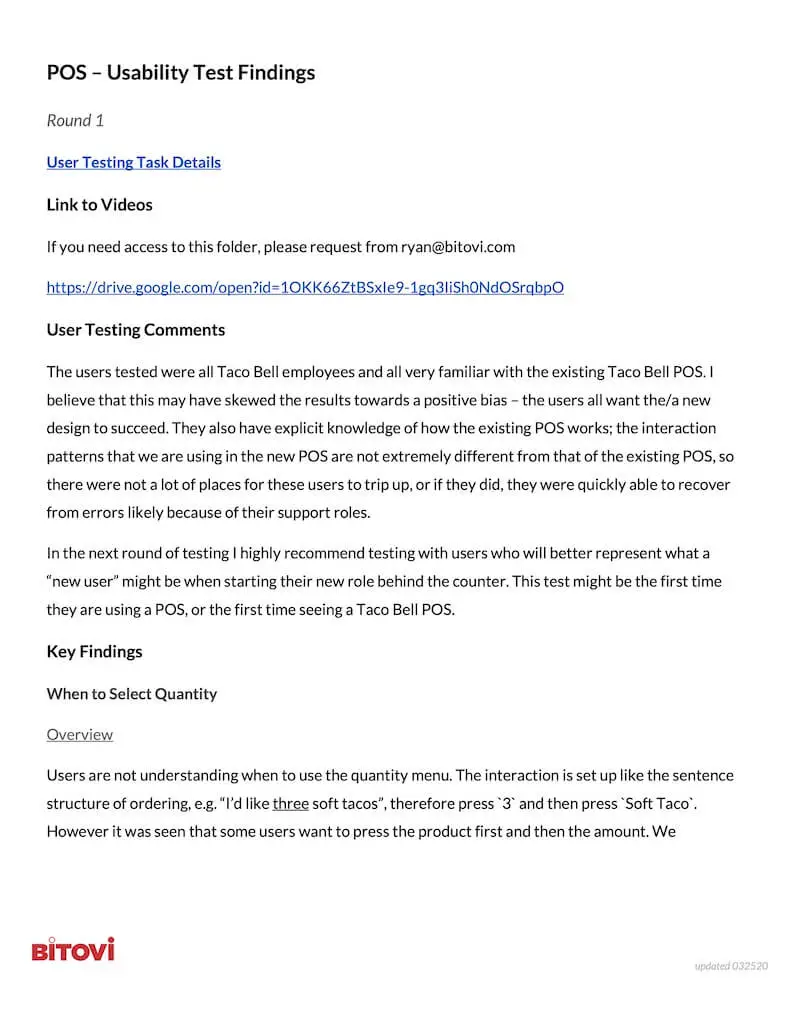 POS – Usability Test Findings
Round 1
User Testing Task Details
Link to Videos
If you need access to this folder, please request from ryan@bitovi.com
https://drive.google.com/open?id=1OKK66ZtBSxIe9-1gq3IiSh0NdOSrqbpO
User Testing Comments
The users tested were all Taco Bell employees and all very familiar with the existing Taco Bell POS. I
believe that this may have skewed the results towards a positive bias – the users all want the/a new
design to succeed. They also have explicit knowledge of how the existing POS works; the interaction
patterns that we are using in the new POS are not extremely different from that of the existing POS, so
there were not a lot of places for these users to trip up, or if they did, they were quickly able to recover
from errors likely because of their support roles.
In the next round of testing I highly recommend testing with users who will better represent what a
“new user” might be when starting their new role behind the counter. This test might be the first time
they are using a POS, or the first time seeing a Taco Bell POS.
Key Findings
When to Select Quantity
Overview
Users are not understanding when to use the quantity menu. The interaction is set up like the sentence
structure of ordering, e.g. “I’d like three soft tacos”, therefore press `3` and then press `Soft Taco`.
However it was seen that some users want to press the product first and then the amount. We
BITOVI
updated 032520